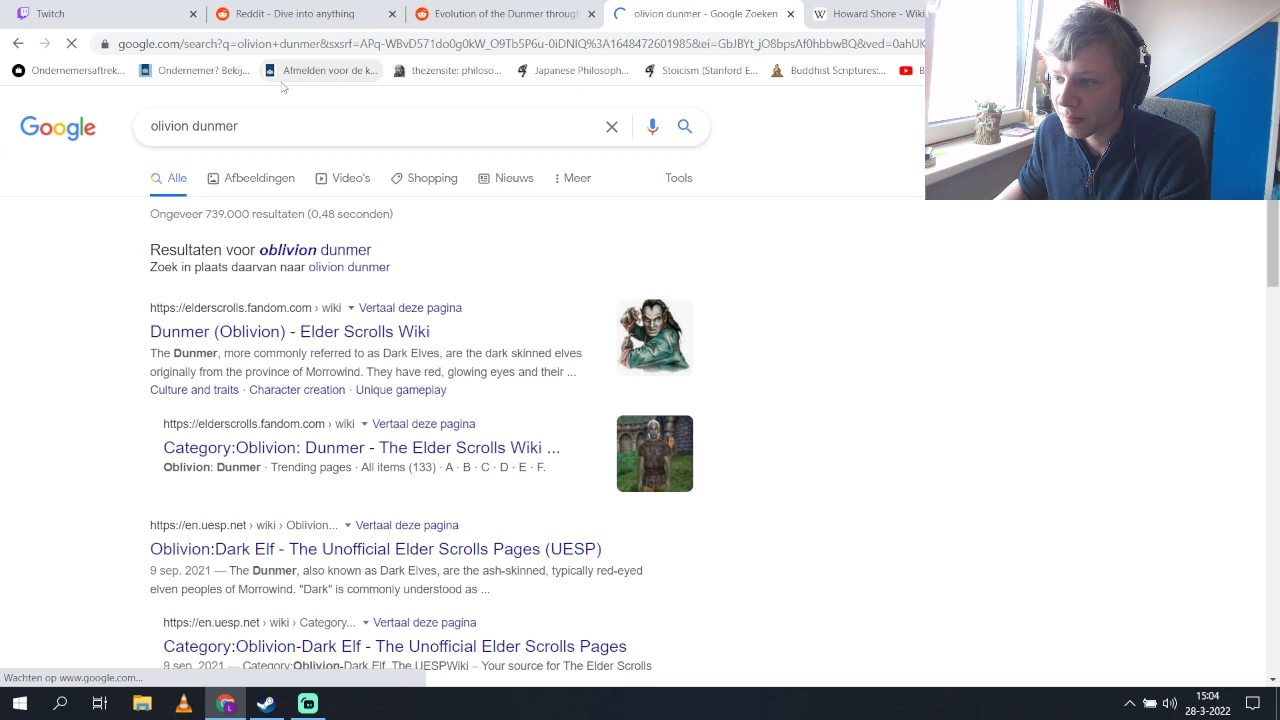 Twitch
Reddit - Dive into anything
Evolution of the Dunmer through
olivion dunmer - Google Zoeken
Howard Shore - Wiki
google.com/search?q=olivion+dunmer&sxsrf=APq-WBvD571do0g0kW_O9Tb5P6u-0iDNIQ%3A1648472601985&ei=GbJBYt_jO8bpsAf0hbbwBQ&ved=0ahUK
Ondernemersaftrek...
Ondernemer? Bekij...
Afmelden voor de k...
thezenite: philoso...
Japanese Philosoph...
Stoicism (Stanford E...
Buddhist Scriptures:...
B
Google
olivion dunmer
Alle
Afbeeldingen
Video's
Shopping
Nieuws
Meer
Tools
Ongeveer 739.000 resultaten (0,48 seconden)
Resultaten voor oblivion dunmer
Zoek in plaats daarvan naar olivion dunmer
https://elderscrolls.fandom.com › wiki Vertaal deze pagina
Dunmer (Oblivion) - Elder Scrolls Wiki
The Dunmer, more commonly referred to as Dark Elves, are the dark skinned elves
originally from the province of Morrowind. They have red, glowing eyes and their ...
Culture and traits · Character creation · Unique gameplay
https://elderscrolls.fandom.com › wiki Vertaal deze pagina
Category:Oblivion: Dunmer - The Elder Scrolls Wiki ...
Oblivion: Dunmer · Trending pages · All items (133) · A · B · C · D · E · F.
https://en.uesp.net › wiki › Oblivion... Vertaal deze pagina
Oblivion:Dark Elf - The Unofficial Elder Scrolls Pages (UESP)
9 sep. 2021 — The Dunmer, also known as Dark Elves, are the ash-skinned, typically red-eyed
elven peoples of Morrowind. "Dark" is commonly understood as ...
https://en.uesp.net › wiki › Category... Vertaal deze pagina
Category:Oblivion-Dark Elf - The Unofficial Elder Scrolls Pages
9 sep. 2021 — Category:Oblivion-Dark Elf. The UESPWiki – Your source for The Elder Scrolls
Wachten op www.google.com...
15:04
28-3-2022